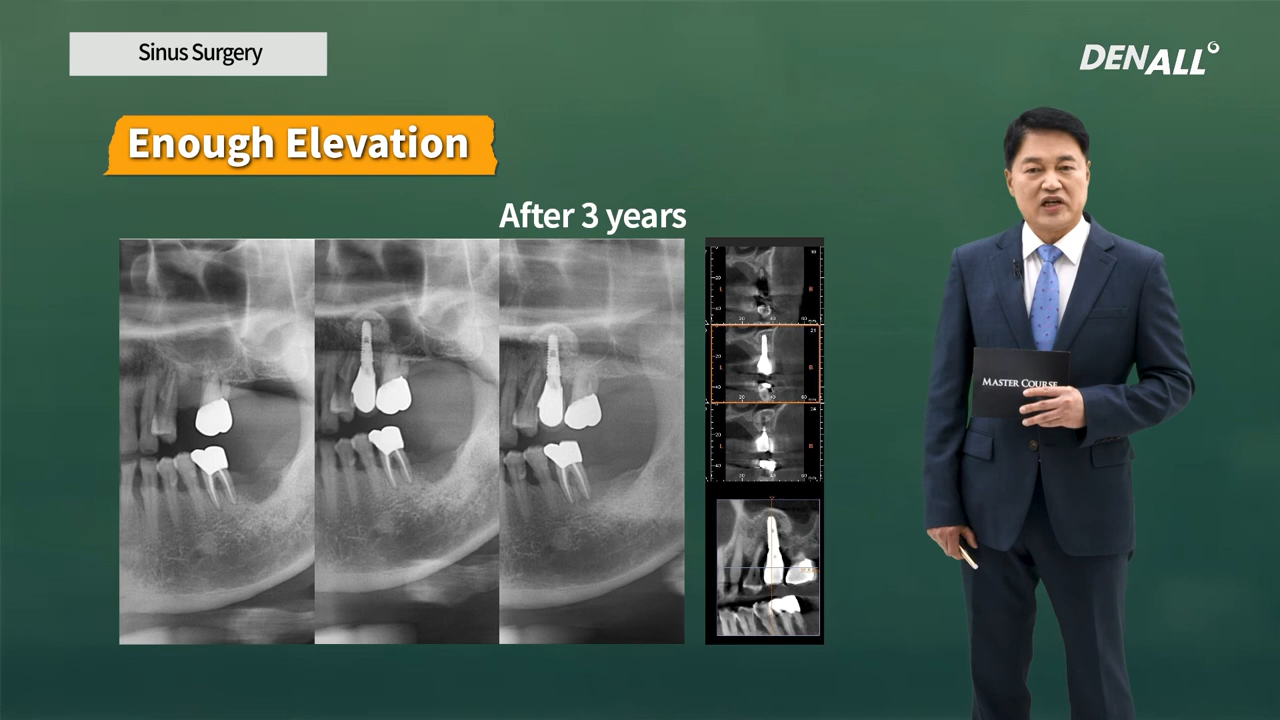 Sinus Surgery
DENALL
Enough Elevation
After 3 years
MASTER COURSE